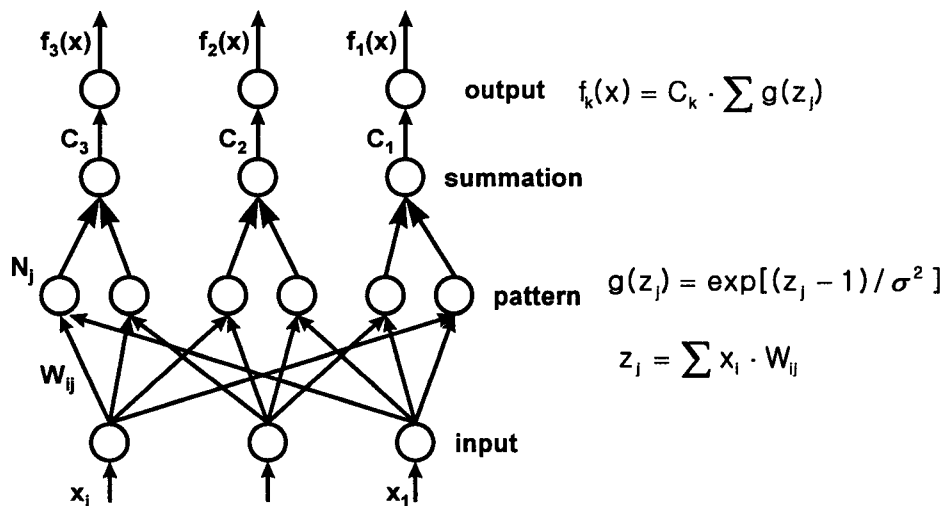 f₃(x) f₂(x) f₁(x)
output fₖ(x) = Cₖ · ∑ g(zⱼ)
C₃ C₂ C₁
summation
Nⱼ
pattern g(zⱼ) = exp[(zⱼ − 1)/σ²]
Wᵢⱼ zⱼ = ∑ xᵢ · Wᵢⱼ
input
xᵢ x₁